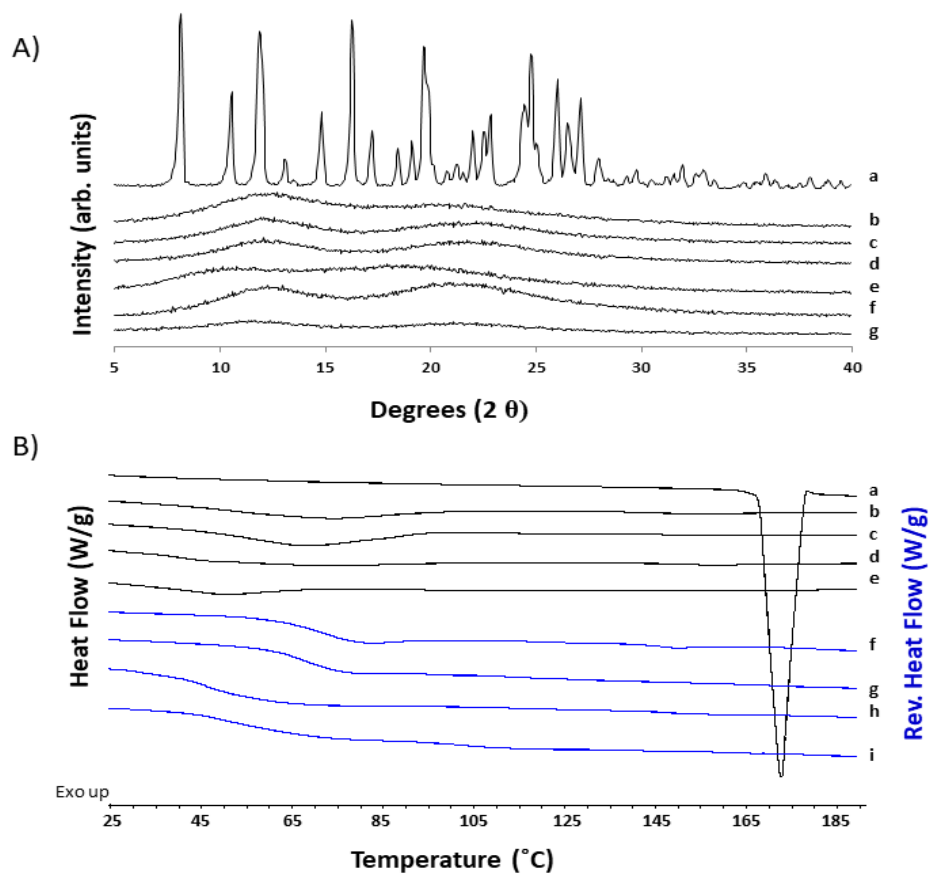 A)
Intensity (arb. units)
a
b
c
d
e
f
g
5 10 15 20 25 30 35 40
Degrees (2 θ)
B)
Heat Flow (W/g)
Rev. Heat Flow (W/g)
a
b
c
d
e
f
g
h
i
Exo up
25 45 65 85 105 125 145 165 185
Temperature (˚C)